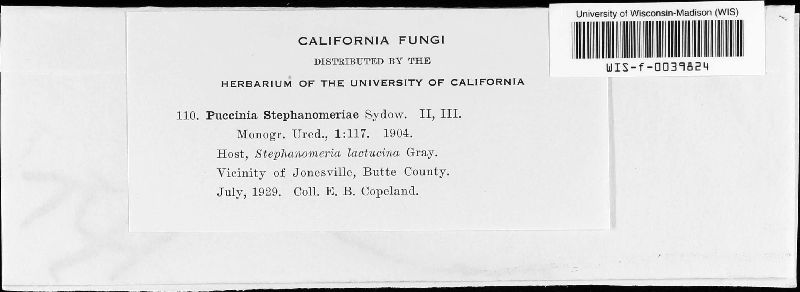 University of Wisconsin-Madison (WIS)
WIS-f-0039824
CALIFORNIA FUNGI
DISTRIBUTED BY THE
HERBARIUM OF THE UNIVERSITY OF CALIFORNIA
110. Puccinia Stephanomeriae Sydow. II, III.
Monogr. Ured., 1:117. 1904.
Host, Stephanomeria lactucina Gray.
Vicinity of Jonesville, Butte County.
July, 1929. Coll. E. B. Copeland.